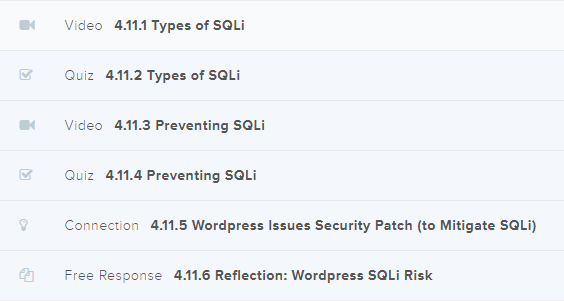 Video 4.11.1 Types of SQLi
Quiz 4.11.2 Types of SQLi
Video 4.11.3 Preventing SQLi
Quiz 4.11.4 Preventing SQLi
Connection 4.11.5 Wordpress Issues Security Patch (to Mitigate SQLi)
Free Response 4.11.6 Reflection: Wordpress SQLi Risk